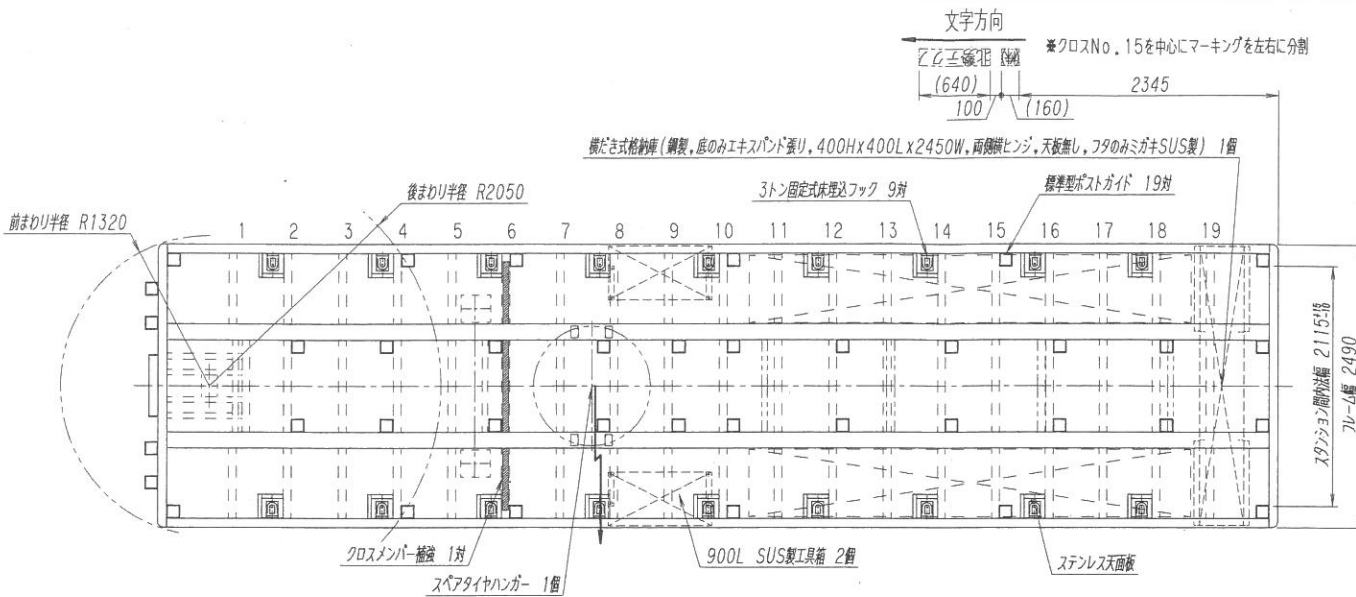 文字方向
※クロスNo.15を中心にマーキングを左右に分割
(640)
100
(160)
2345
横だき式格納庫(鋼製,底のみエキスパンド張り,400Hx400Lx2450W,両側横ヒンジ,天板無し,フタのみミガキSUS製) 1個
後まわり半径 R2050
3トン固定式床埋込フック 9対
標準型ポストガイド 19対
前まわり半径 R1320
1 2 3 4 5 6 7 8 9 10 11 12 13 14 15 16 17 18 19
スタンション間内法幅 2115
フレーム幅 2490
クロスメンバー補強 1対
スペアタイヤハンガー 1個
900L SUS製工具箱 2個
ステンレス天面板